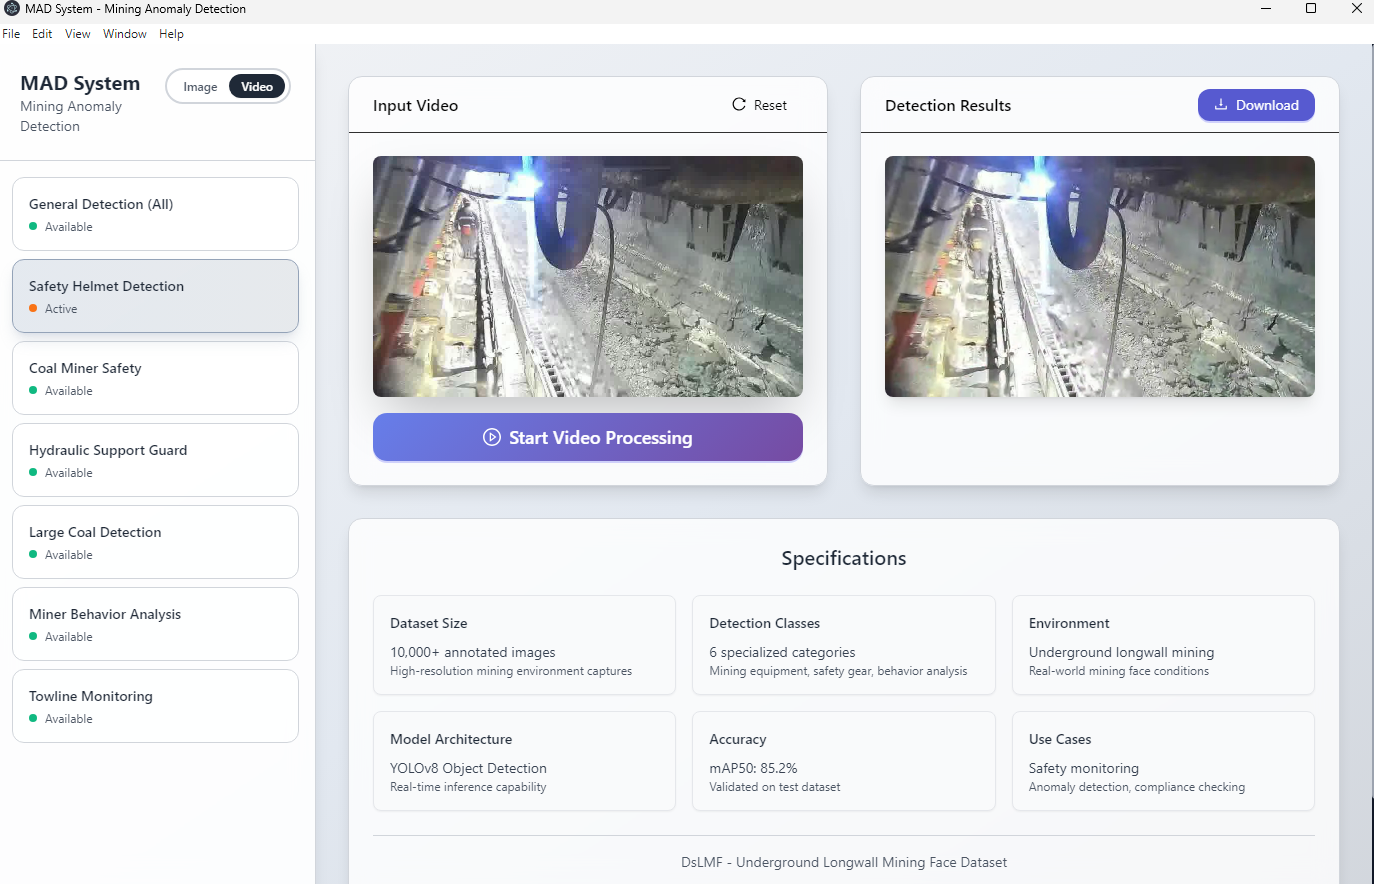 MAD System - Mining Anomaly Detection
File Edit View Window Help
MAD System
Mining Anomaly
Detection
Image Video
General Detection (All)
Available
Safety Helmet Detection
Active
Coal Miner Safety
Available
Hydraulic Support Guard
Available
Large Coal Detection
Available
Miner Behavior Analysis
Available
Towline Monitoring
Available
Input Video
Reset
Start Video Processing
Detection Results
Download
Specifications
Dataset Size
10,000+ annotated images
High-resolution mining environment captures
Detection Classes
6 specialized categories
Mining equipment, safety gear, behavior analysis
Environment
Underground longwall mining
Real-world mining face conditions
Model Architecture
YOLOv8 Object Detection
Real-time inference capability
Accuracy
mAP50: 85.2%
Validated on test dataset
Use Cases
Safety monitoring
Anomaly detection, compliance checking
DsLMF - Underground Longwall Mining Face Dataset